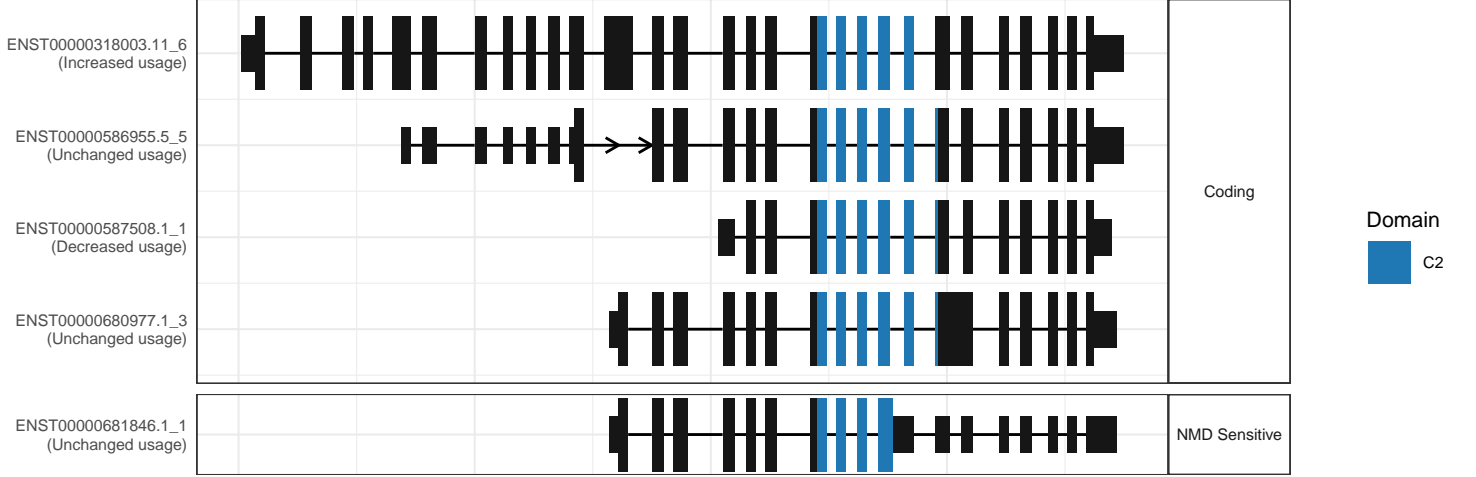 ENST00000318003.11_6
(Increased usage)
ENST00000586955.5_5
(Unchanged usage)
ENST00000587508.1_1
(Decreased usage)
ENST00000680977.1_3
(Unchanged usage)
Coding
Domain
C2
ENST00000681846.1_1
(Unchanged usage)
NMD Sensitive